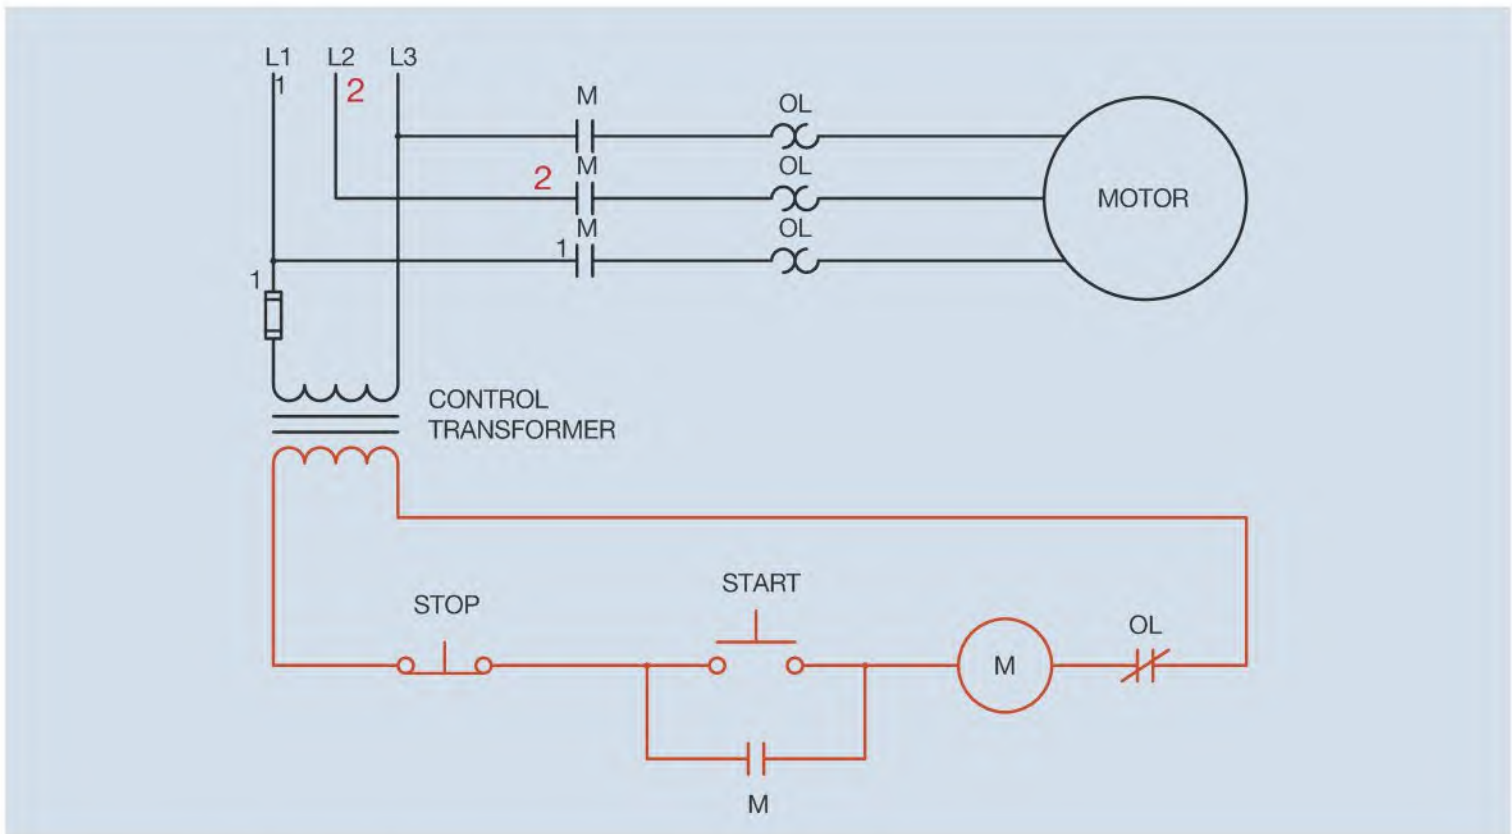 L1 L2 L3
1 2
M OL
M OL
2
MOTOR
M OL
1
1
CONTROL
TRANSFORMER
START
STOP
OL
M
M